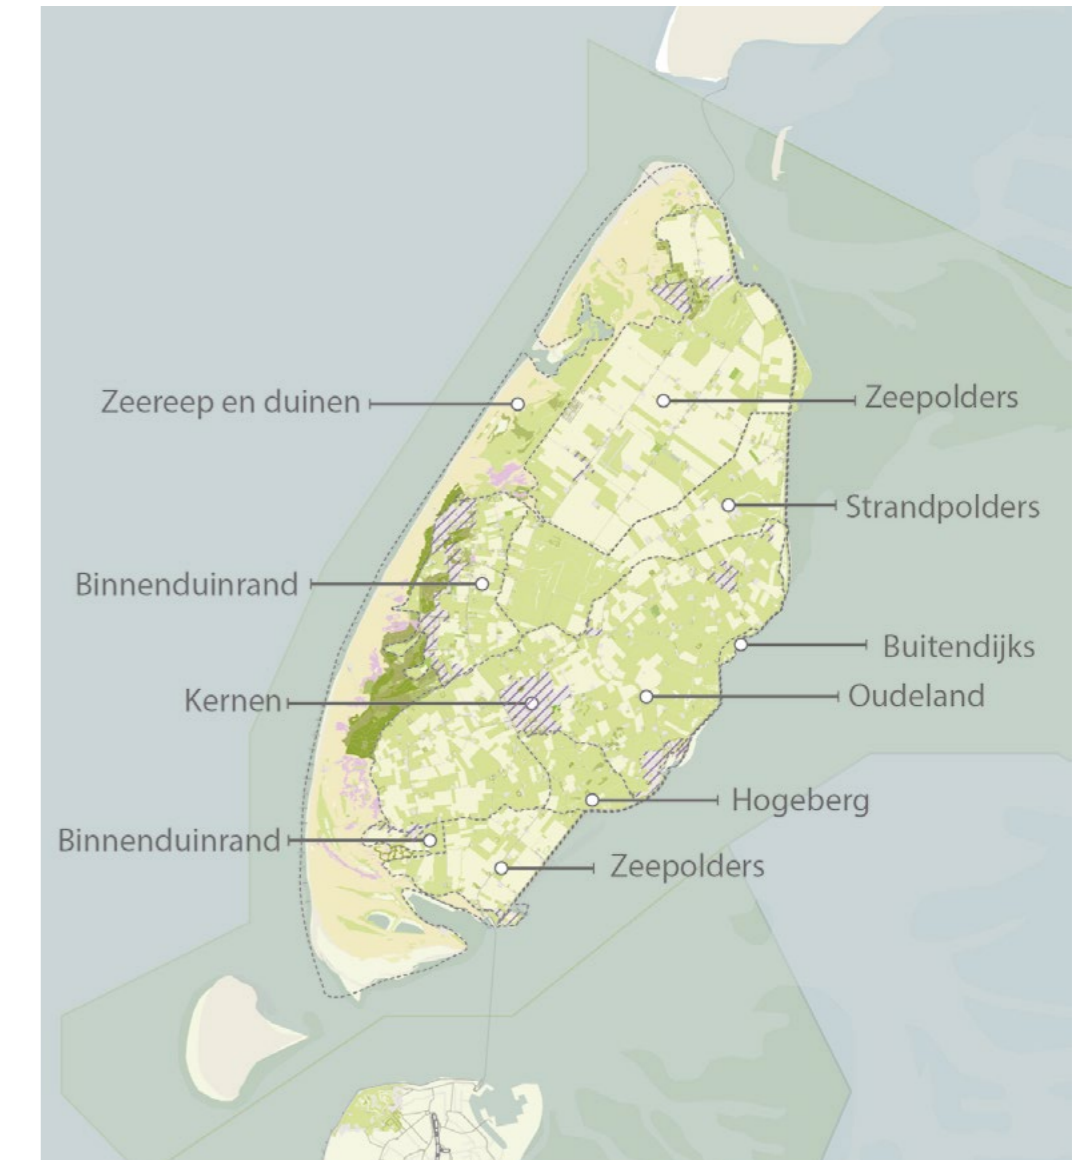 Zeereep en duinen
Zeepolders
Strandpolders
Binnenduinrand
Buitendijks
Oudeland
Kernen
Hogeberg
Binnenduinrand
Zeepolders